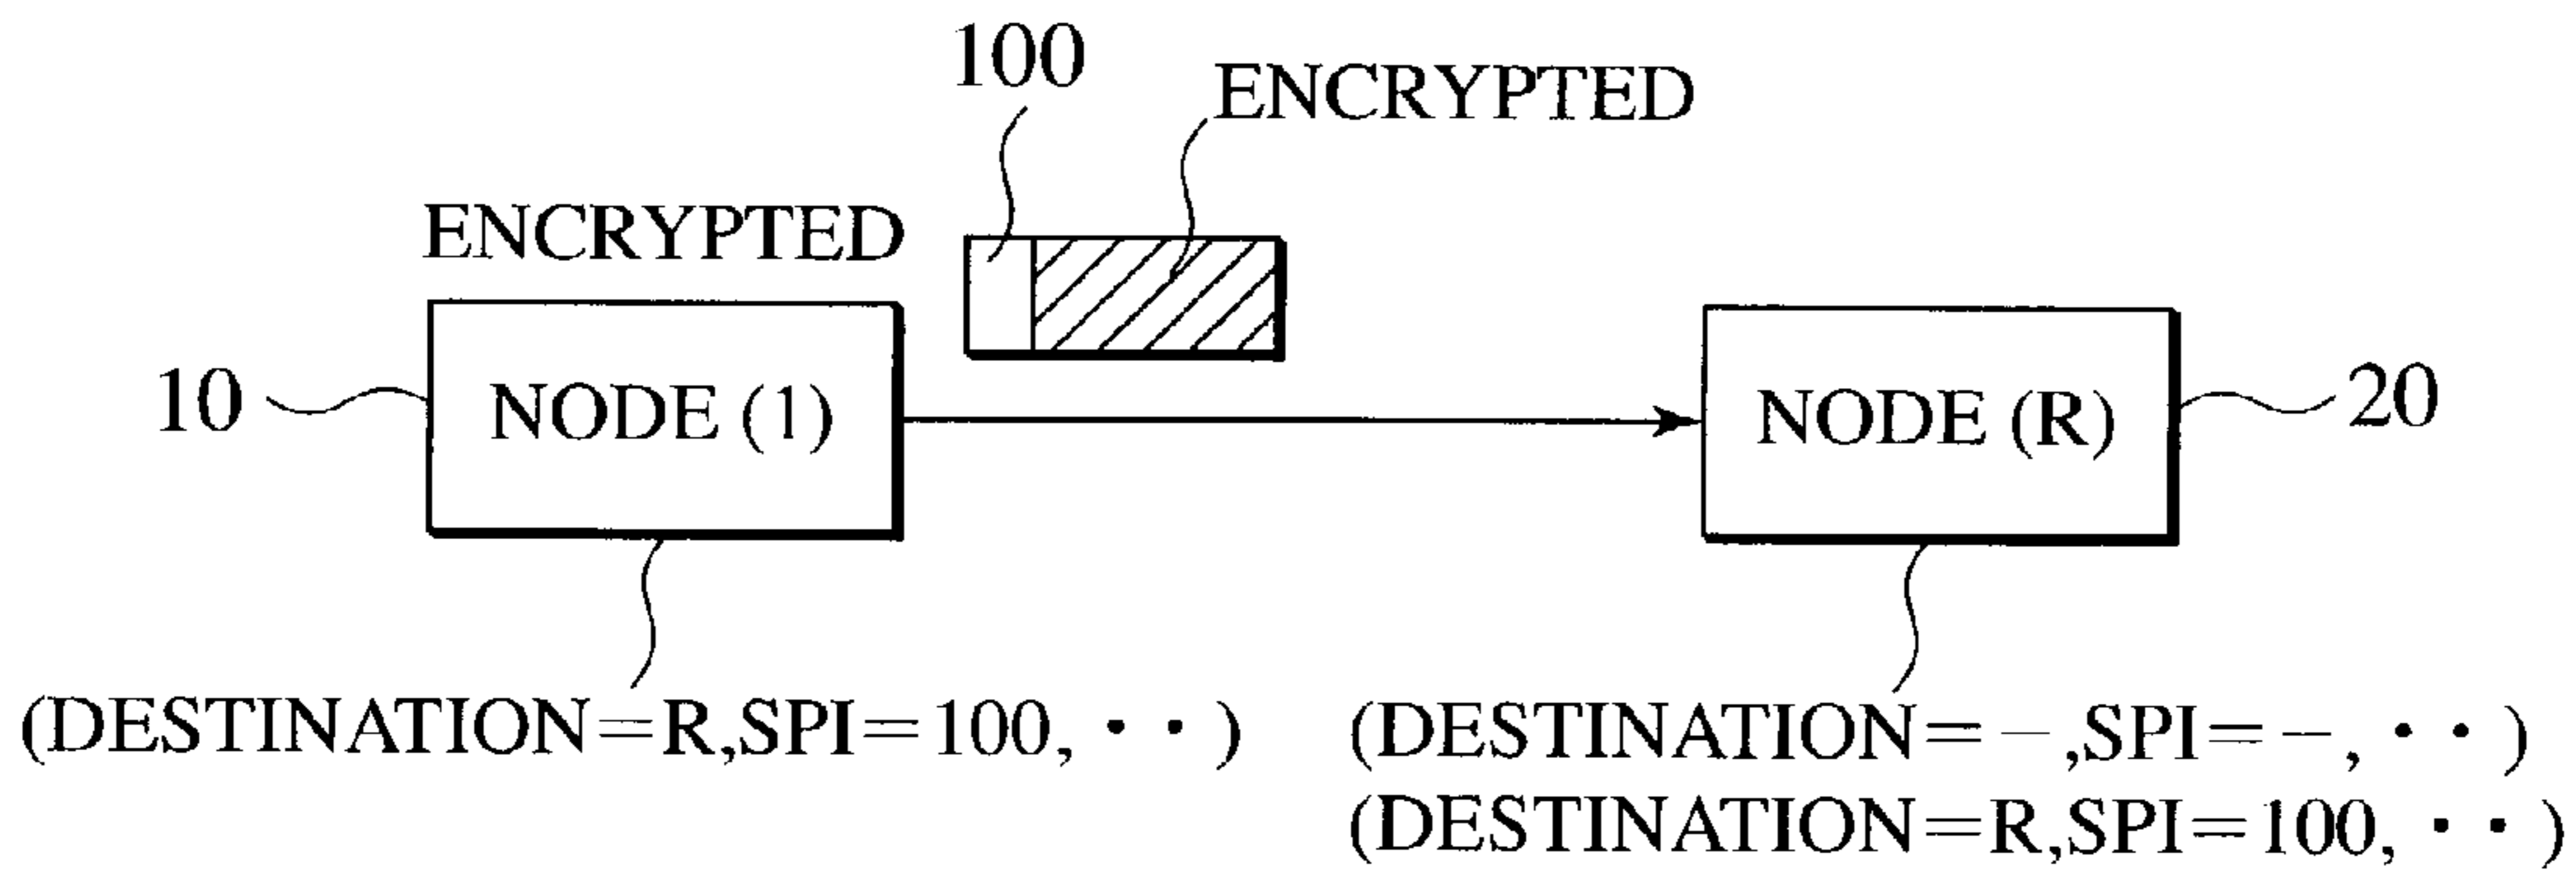 100
ENCRYPTED
ENCRYPTED
10
NODE (1)
NODE (R)
20
(DESTINATION=R,SPI=100, · · )
(DESTINATION= – ,SPI= – , · · )
(DESTINATION=R,SPI=100, · · )